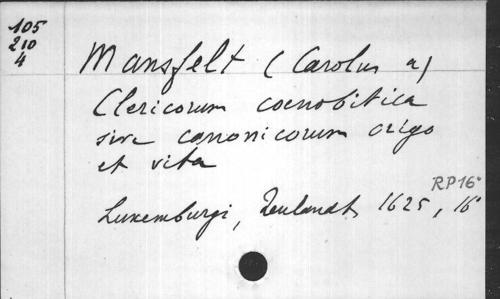 105
210
4
Mansfelt (Carolus a)
Clericorum coenobitica
sive canonicorum origo
et vita
RP16°
Luxemburgi, Reulandt, 1625, 16°